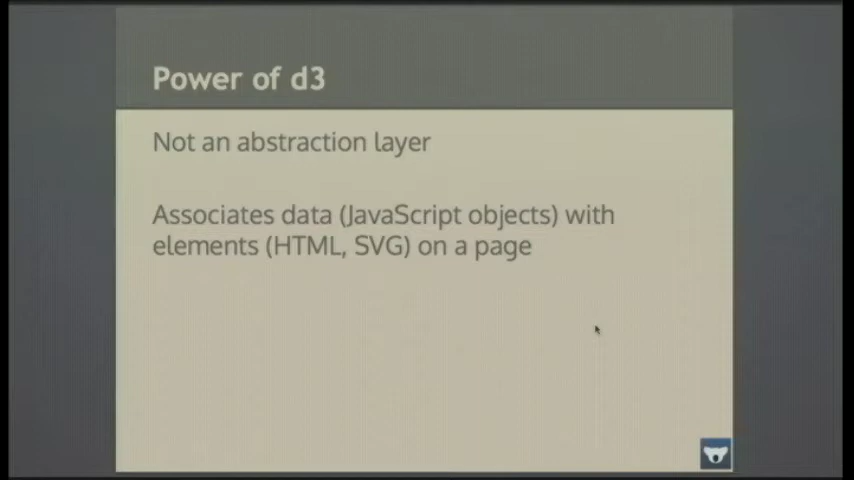 Power of d3
Not an abstraction layer
Associates data (JavaScript objects) with
elements (HTML, SVG) on a page